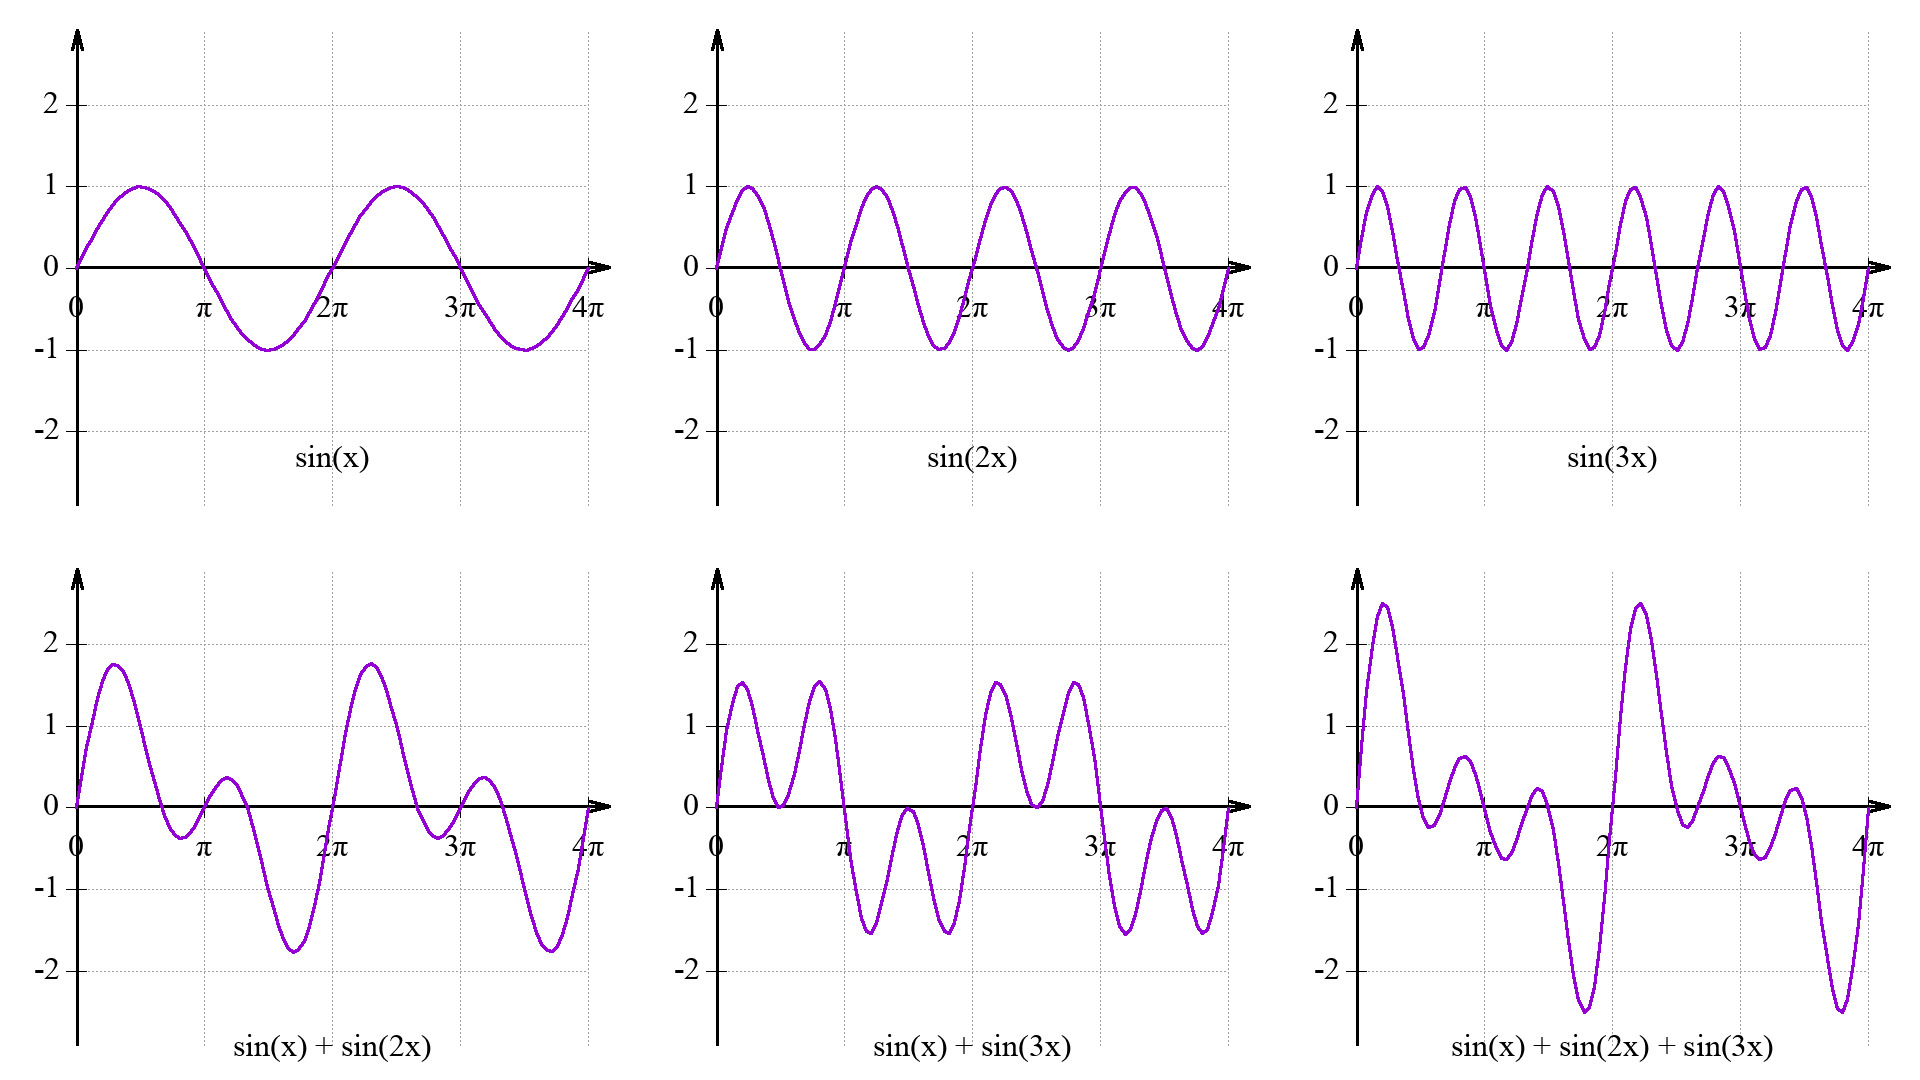 2
1
0
-1
-2
0 π 2π 3π 4π
sin(x)
2
1
0
-1
-2
0 π 2π 3π 4π
sin(2x)
2
1
0
-1
-2
0 π 2π 3π 4π
sin(3x)
2
1
0
-1
-2
0 π 2π 3π 4π
sin(x) + sin(2x)
2
1
0
-1
-2
0 π 2π 3π 4π
sin(x) + sin(3x)
2
1
0
-1
-2
0 π 2π 3π 4π
sin(x) + sin(2x) + sin(3x)